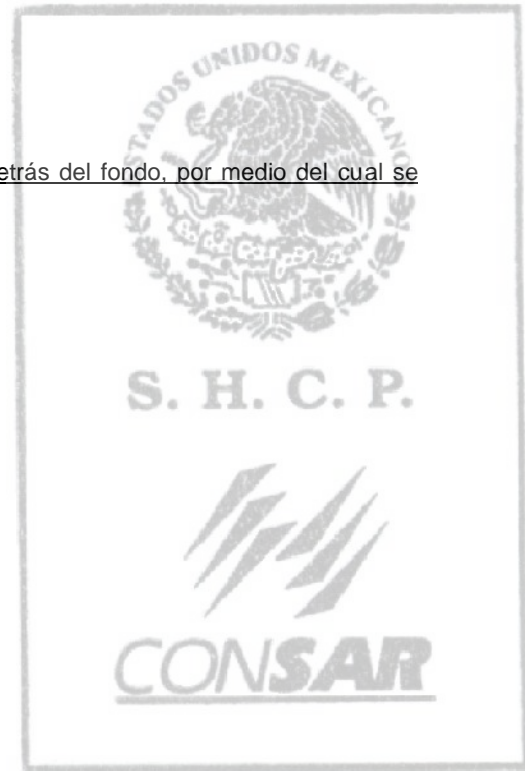 ESTADOS UNIDOS MEXICANOS
etrás del fondo, por medio del cual se
S. H. C. P.
CONSAR